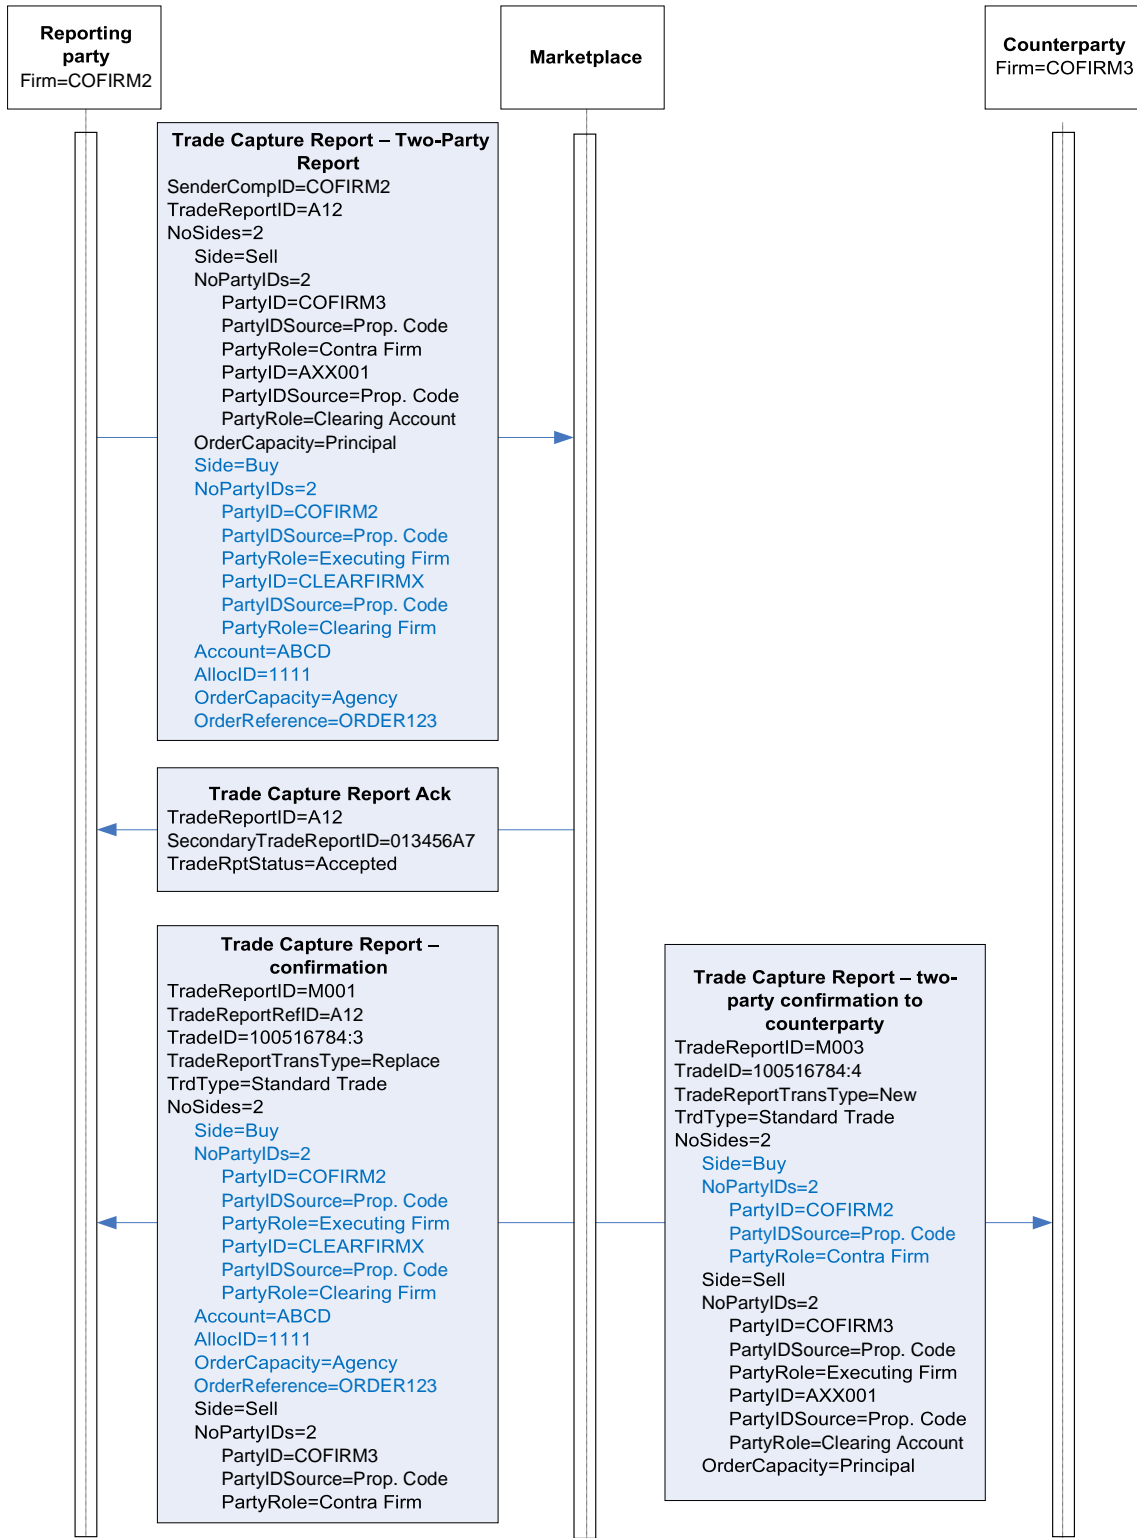 Reporting
party
Firm=COFIRM2
Marketplace
Counterparty
Firm=COFIRM3
Trade Capture Report – Two-Party
Report
SenderCompID=COFIRM2
TradeReportID=A12
NoSides=2
Side=Sell
NoPartyIDs=2
PartyID=COFIRM3
PartyIDSource=Prop. Code
PartyRole=Contra Firm
PartyID=AXX001
PartyIDSource=Prop. Code
PartyRole=Clearing Account
OrderCapacity=Principal
Side=Buy
NoPartyIDs=2
PartyID=COFIRM2
PartyIDSource=Prop. Code
PartyRole=Executing Firm
PartyID=CLEARFIRMX
PartyIDSource=Prop. Code
PartyRole=Clearing Firm
Account=ABCD
AllocID=1111
OrderCapacity=Agency
OrderReference=ORDER123
Trade Capture Report Ack
TradeReportID=A12
SecondaryTradeReportID=013456A7
TradeRptStatus=Accepted
Trade Capture Report –
confirmation
TradeReportID=M001
TradeReportRefID=A12
TradeID=100516784:3
TradeReportTransType=Replace
TrdType=Standard Trade
NoSides=2
Side=Buy
NoPartyIDs=2
PartyID=COFIRM2
PartyIDSource=Prop. Code
PartyRole=Executing Firm
PartyID=CLEARFIRMX
PartyIDSource=Prop. Code
PartyRole=Clearing Firm
Account=ABCD
AllocID=1111
OrderCapacity=Agency
OrderReference=ORDER123
Side=Sell
NoPartyIDs=2
PartyID=COFIRM3
PartyIDSource=Prop. Code
PartyRole=Contra Firm
Trade Capture Report – two-
party confirmation to
counterparty
TradeReportID=M003
TradeID=100516784:4
TradeReportTransType=New
TrdType=Standard Trade
NoSides=2
Side=Buy
NoPartyIDs=2
PartyID=COFIRM2
PartyIDSource=Prop. Code
PartyRole=Contra Firm
Side=Sell
NoPartyIDs=2
PartyID=COFIRM3
PartyIDSource=Prop. Code
PartyRole=Executing Firm
PartyID=AXX001
PartyIDSource=Prop. Code
PartyRole=Clearing Account
OrderCapacity=Principal